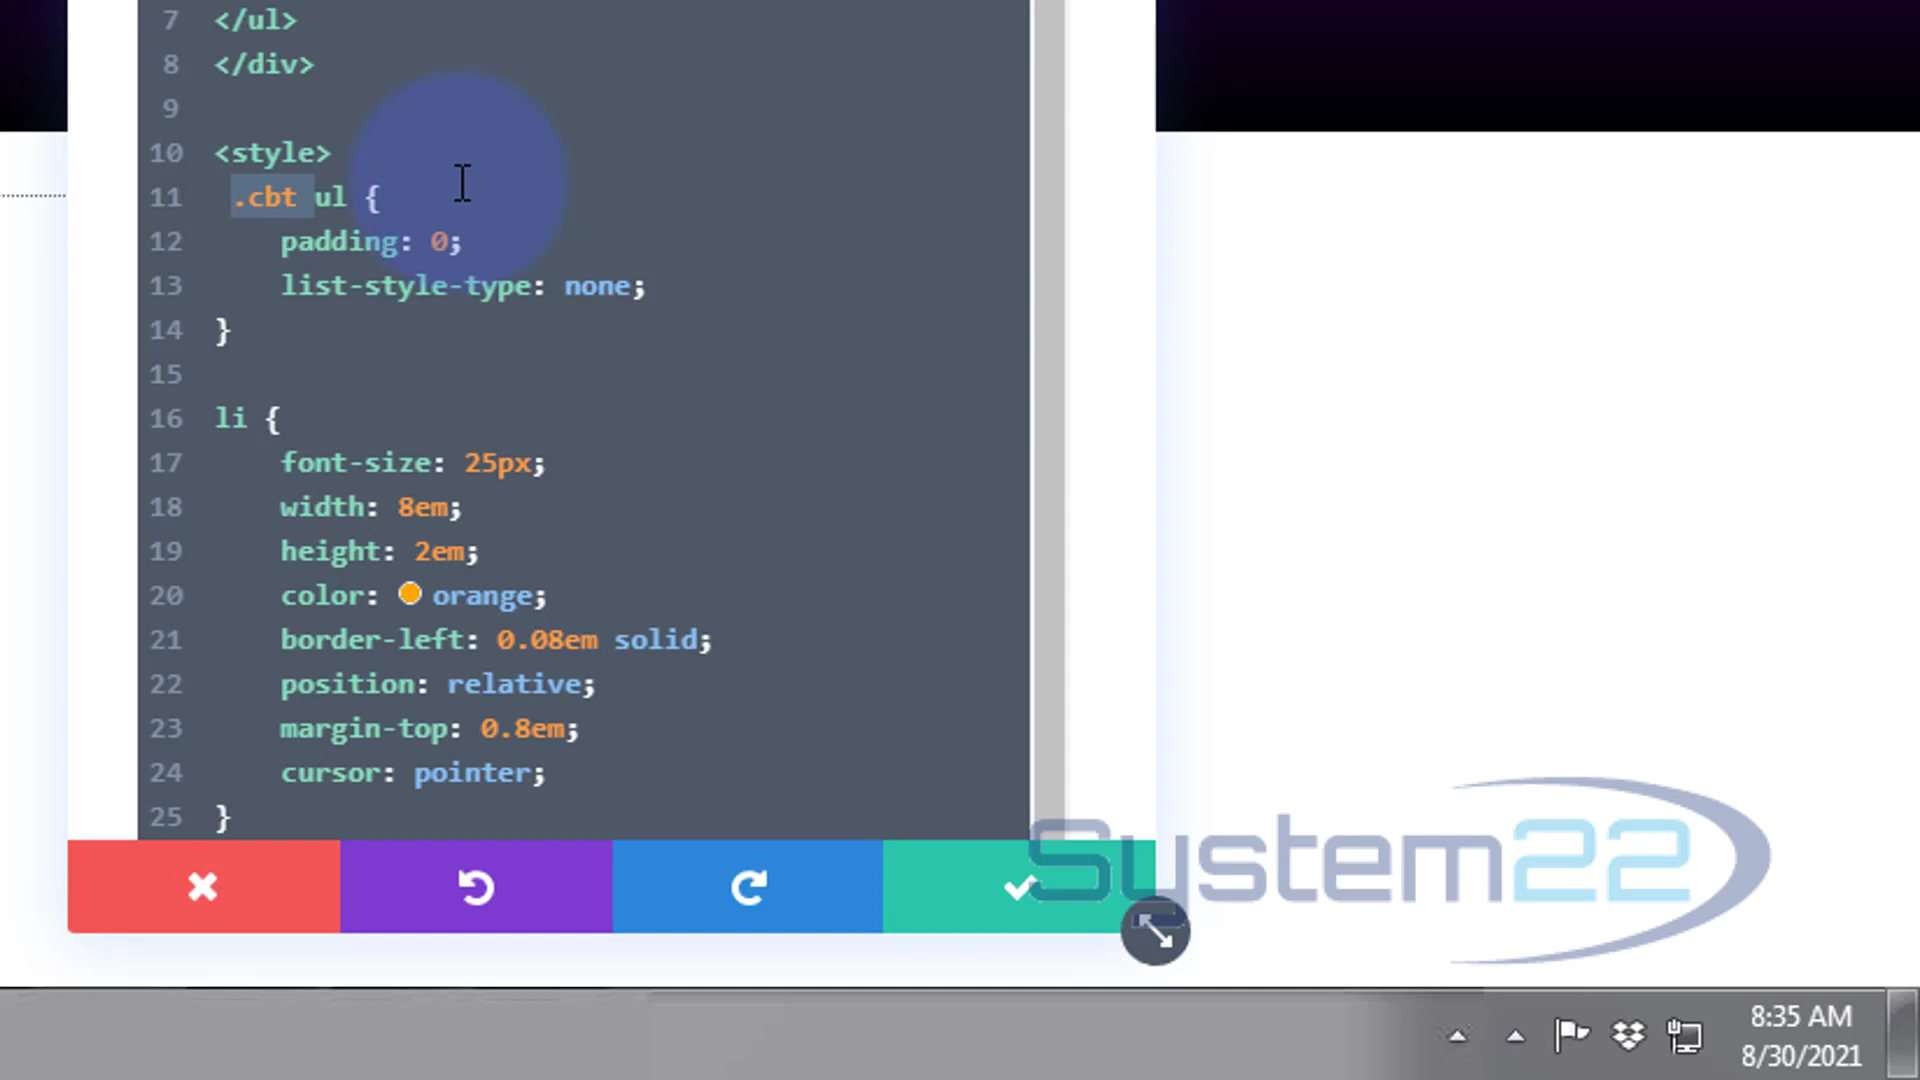 7 </ul>
8 </div>
9
10 <style>
11 .cbt ul {
12 padding: 0;
13 list-style-type: none;
14 }
15
16 li {
17 font-size: 25px;
18 width: 8em;
19 height: 2em;
20 color: orange;
21 border-left: 0.08em solid;
22 position: relative;
23 margin-top: 0.8em;
24 cursor: pointer;
25 }
System22
8:35 AM
8/30/2021